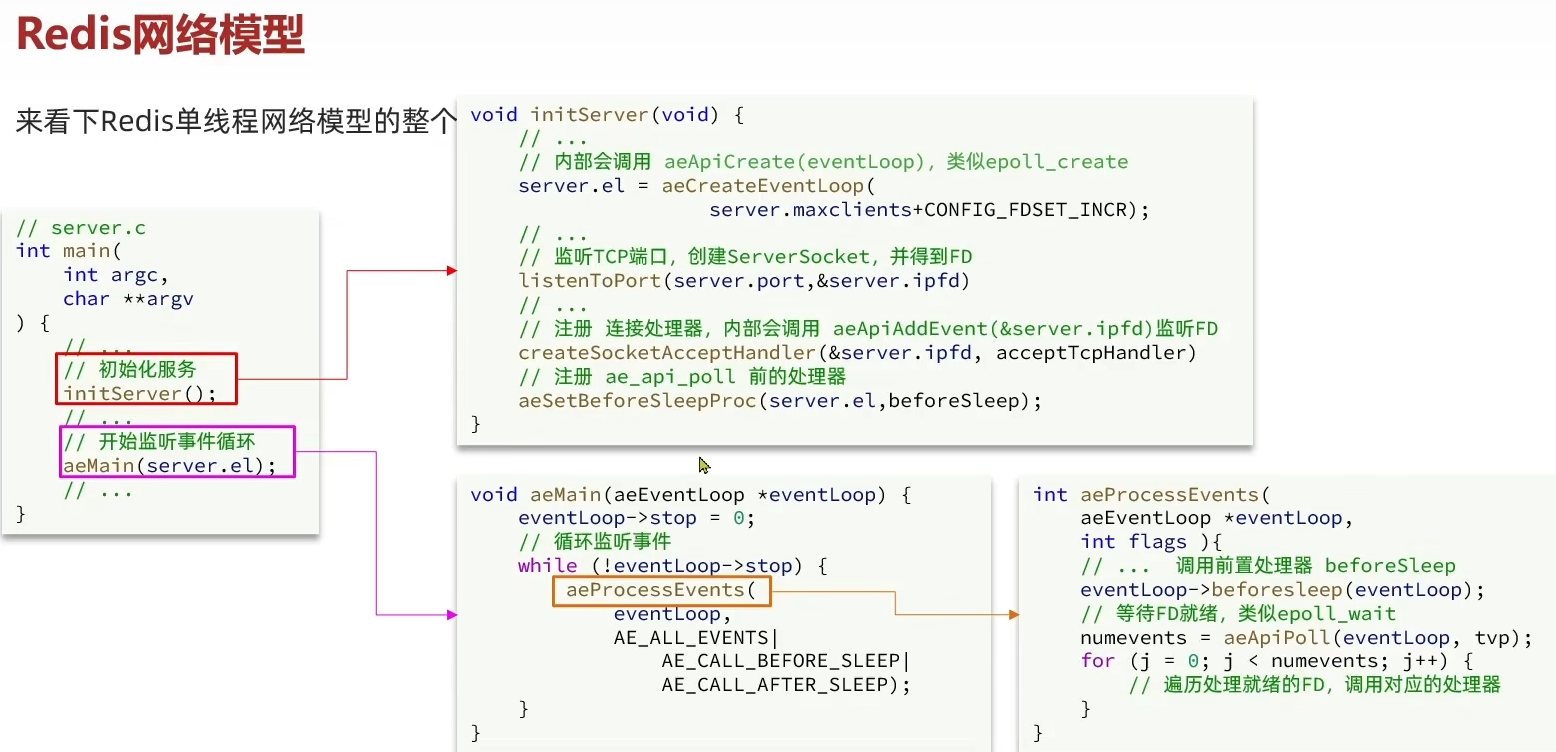 Redis网络模型
来看下Redis单线程网络模型的整个
// server.c
int main(
int argc,
char **argv
) {
// ...
// 初始化服务
initServer();
// ...
// 开始监听事件循环
aeMain(server.el);
// ...
}
void initServer(void) {
// ...
// 内部会调用 aeApiCreate(eventLoop)，类似epoll_create
server.el = aeCreateEventLoop(
server.maxclients+CONFIG_FDSET_INCR);
// ...
// 监听TCP端口，创建ServerSocket，并得到FD
listenToPort(server.port,&server.ipfd)
// ...
// 注册 连接处理器，内部会调用 aeApiAddEvent(&server.ipfd)监听FD
createSocketAcceptHandler(&server.ipfd, acceptTcpHandler)
// 注册 ae_api_poll 前的处理器
aeSetBeforeSleepProc(server.el,beforeSleep);
}
void aeMain(aeEventLoop *eventLoop) {
eventLoop->stop = 0;
// 循环监听事件
while (!eventLoop->stop) {
aeProcessEvents(
eventLoop,
AE_ALL_EVENTS|
AE_CALL_BEFORE_SLEEP|
AE_CALL_AFTER_SLEEP);
}
}
int aeProcessEvents(
aeEventLoop *eventLoop,
int flags ){
// ... 调用前置处理器 beforeSleep
eventLoop->beforesleep(eventLoop);
// 等待FD就绪，类似epoll_wait
numevents = aeApiPoll(eventLoop, tvp);
for (j = 0; j < numevents; j++) {
// 遍历处理就绪的FD，调用对应的处理器
}
}